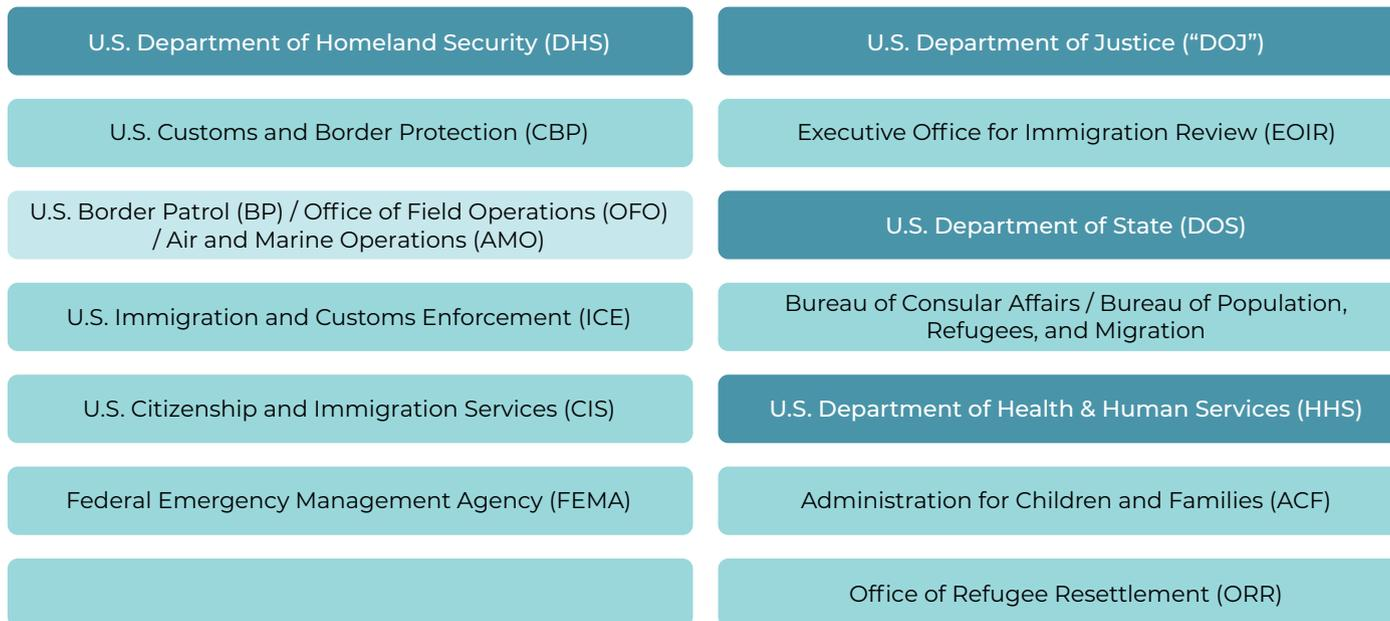 U.S. Department of Homeland Security (DHS)
U.S. Customs and Border Protection (CBP)
U.S. Border Patrol (BP) / Office of Field Operations (OFO)
/ Air and Marine Operations (AMO)
U.S. Immigration and Customs Enforcement (ICE)
U.S. Citizenship and Immigration Services (CIS)
Federal Emergency Management Agency (FEMA)
U.S. Department of Justice (“DOJ”)
Executive Office for Immigration Review (EOIR)
U.S. Department of State (DOS)
Bureau of Consular Affairs / Bureau of Population,
Refugees, and Migration
U.S. Department of Health & Human Services (HHS)
Administration for Children and Families (ACF)
Office of Refugee Resettlement (ORR)